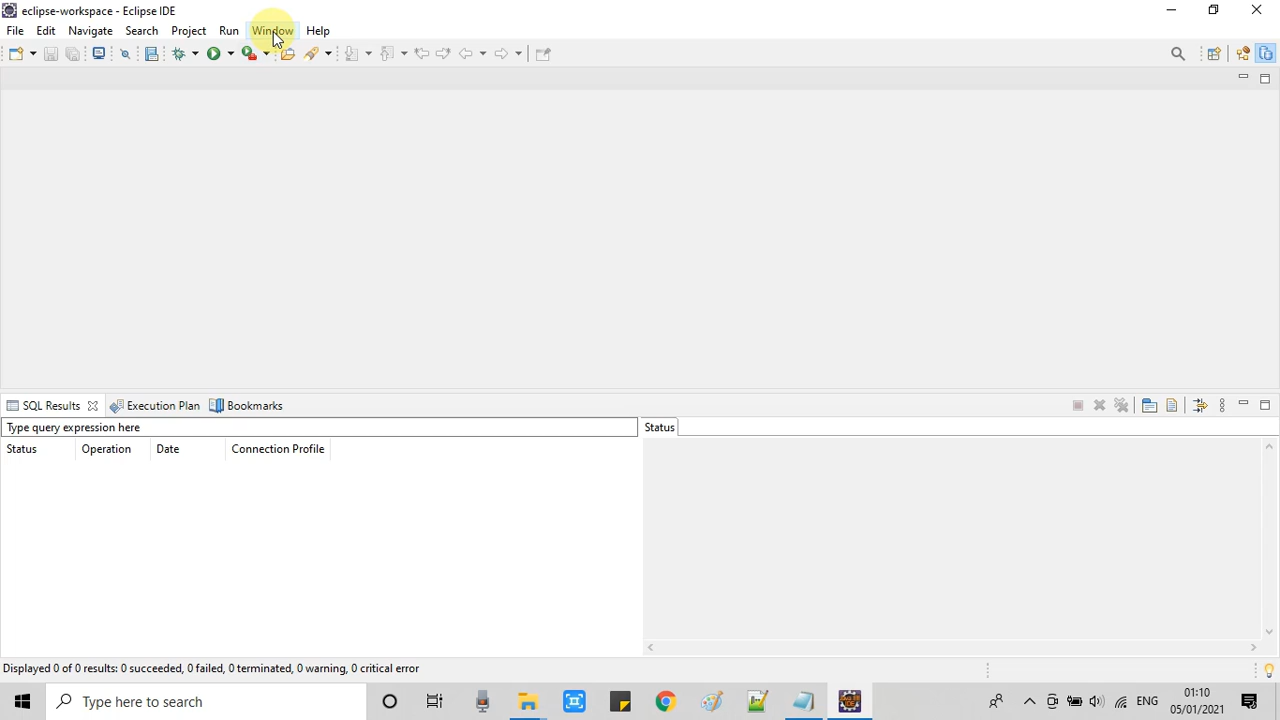 eclipse-workspace - Eclipse IDE
File Edit Navigate Search Project Run Window Help
SQL Results Execution Plan Bookmarks
Type query expression here
Status
Status Operation Date Connection Profile
Displayed 0 of 0 results: 0 succeeded, 0 failed, 0 terminated, 0 warning, 0 critical error
Type here to search
ENG
01:10
05/01/2021